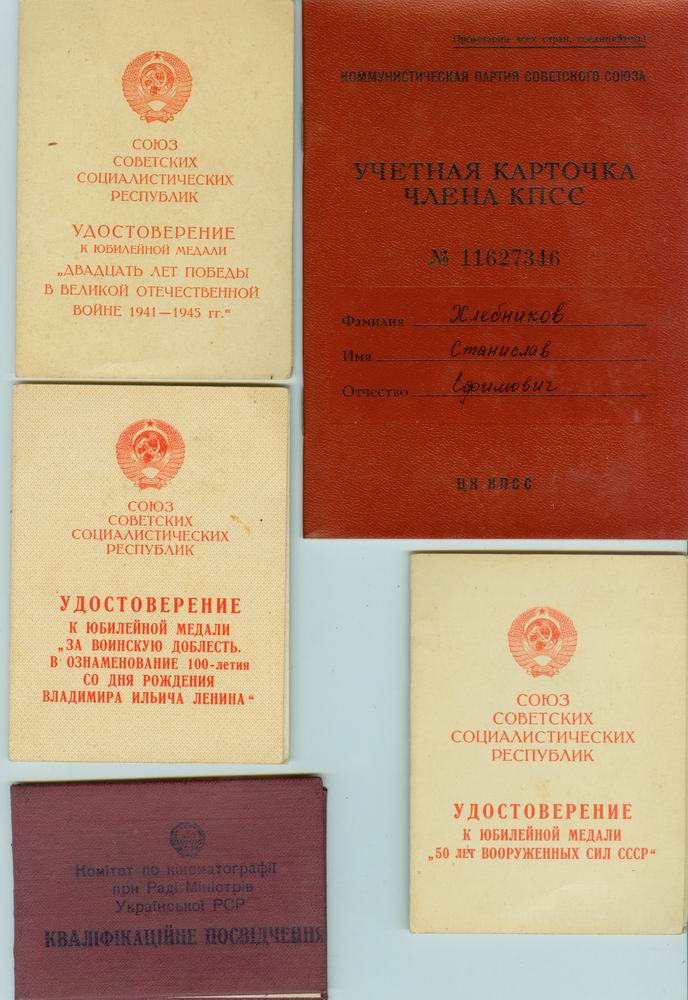 СОЮЗ
СОВЕТСКИХ
СОЦИАЛИСТИЧЕСКИХ
РЕСПУБЛИК
УДОСТОВЕРЕНИЕ
К ЮБИЛЕЙНОЙ МЕДАЛИ
„ДВАДЦАТЬ ЛЕТ ПОБЕДЫ
В ВЕЛИКОЙ ОТЕЧЕСТВЕННОЙ
ВОЙНЕ 1941—1945 гг.“
Пролетарии всех стран, соединяйтесь!
КОММУНИСТИЧЕСКАЯ ПАРТИЯ СОВЕТСКОГО СОЮЗА
УЧЕТНАЯ КАРТОЧКА
ЧЛЕНА КПСС
№ 11627346
Фамилия Хлебников
Имя Станислав
Отчество Ефимович
ЦК КПСС
СОЮЗ
СОВЕТСКИХ
СОЦИАЛИСТИЧЕСКИХ
РЕСПУБЛИК
УДОСТОВЕРЕНИЕ
К ЮБИЛЕЙНОЙ МЕДАЛИ
„ЗА ВОИНСКУЮ ДОБЛЕСТЬ.
В ОЗНАМЕНОВАНИЕ 100-летия
СО ДНЯ РОЖДЕНИЯ
ВЛАДИМИРА ИЛЬИЧА ЛЕНИНА“
СОЮЗ
СОВЕТСКИХ
СОЦИАЛИСТИЧЕСКИХ
РЕСПУБЛИК
УДОСТОВЕРЕНИЕ
К ЮБИЛЕЙНОЙ МЕДАЛИ
„50 ЛЕТ ВООРУЖЕННЫХ СИЛ СССР“
Комітет по кінематографії
при Раді Міністрів
Української РСР
КВАЛІФІКАЦІЙНЕ ПОСВІДЧЕННЯ